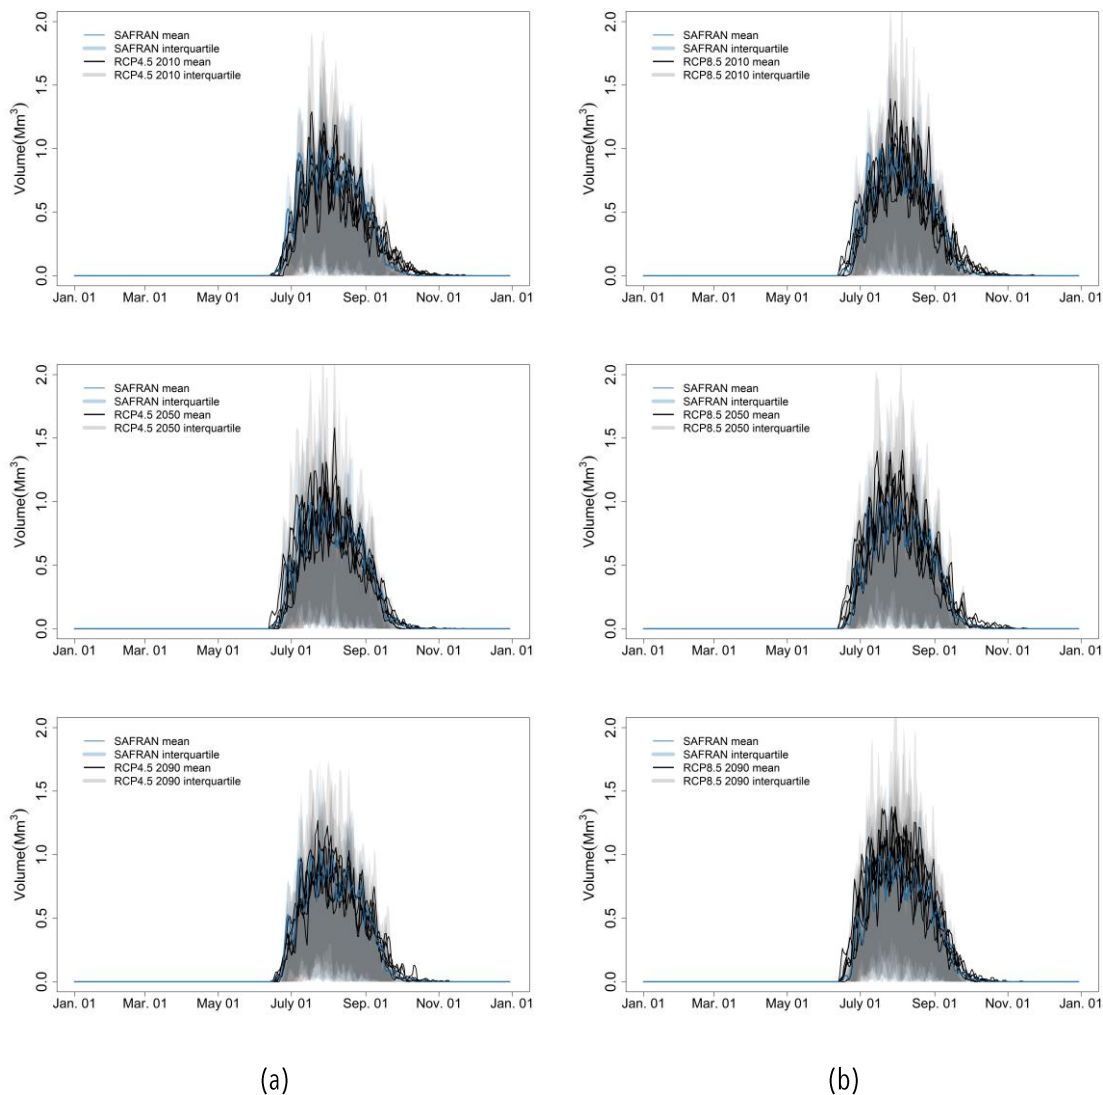 2.0
1.5
1.0
0.5
0.0
Volume(Mm³)
SAFRAN mean
SAFRAN interquartile
RCP4.5 2010 mean
RCP4.5 2010 interquartile
Jan. 01 Mar. 01 May 01 July 01 Sep. 01 Nov. 01 Jan. 01
2.0
1.5
1.0
0.5
0.0
Volume(Mm³)
SAFRAN mean
SAFRAN interquartile
RCP8.5 2010 mean
RCP8.5 2010 interquartile
Jan. 01 Mar. 01 May 01 July 01 Sep. 01 Nov. 01 Jan. 01
2.0
1.5
1.0
0.5
0.0
Volume(Mm³)
SAFRAN mean
SAFRAN interquartile
RCP4.5 2050 mean
RCP4.5 2050 interquartile
Jan. 01 Mar. 01 May 01 July 01 Sep. 01 Nov. 01 Jan. 01
2.0
1.5
1.0
0.5
0.0
Volume(Mm³)
SAFRAN mean
SAFRAN interquartile
RCP8.5 2050 mean
RCP8.5 2050 interquartile
Jan. 01 Mar. 01 May 01 July 01 Sep. 01 Nov. 01 Jan. 01
2.0
1.5
1.0
0.5
0.0
Volume(Mm³)
SAFRAN mean
SAFRAN interquartile
RCP4.5 2090 mean
RCP4.5 2090 interquartile
Jan. 01 Mar. 01 May 01 July 01 Sep. 01 Nov. 01 Jan. 01
2.0
1.5
1.0
0.5
0.0
Volume(Mm³)
SAFRAN mean
SAFRAN interquartile
RCP8.5 2090 mean
RCP8.5 2090 interquartile
Jan. 01 Mar. 01 May 01 July 01 Sep. 01 Nov. 01 Jan. 01
(a)
(b)